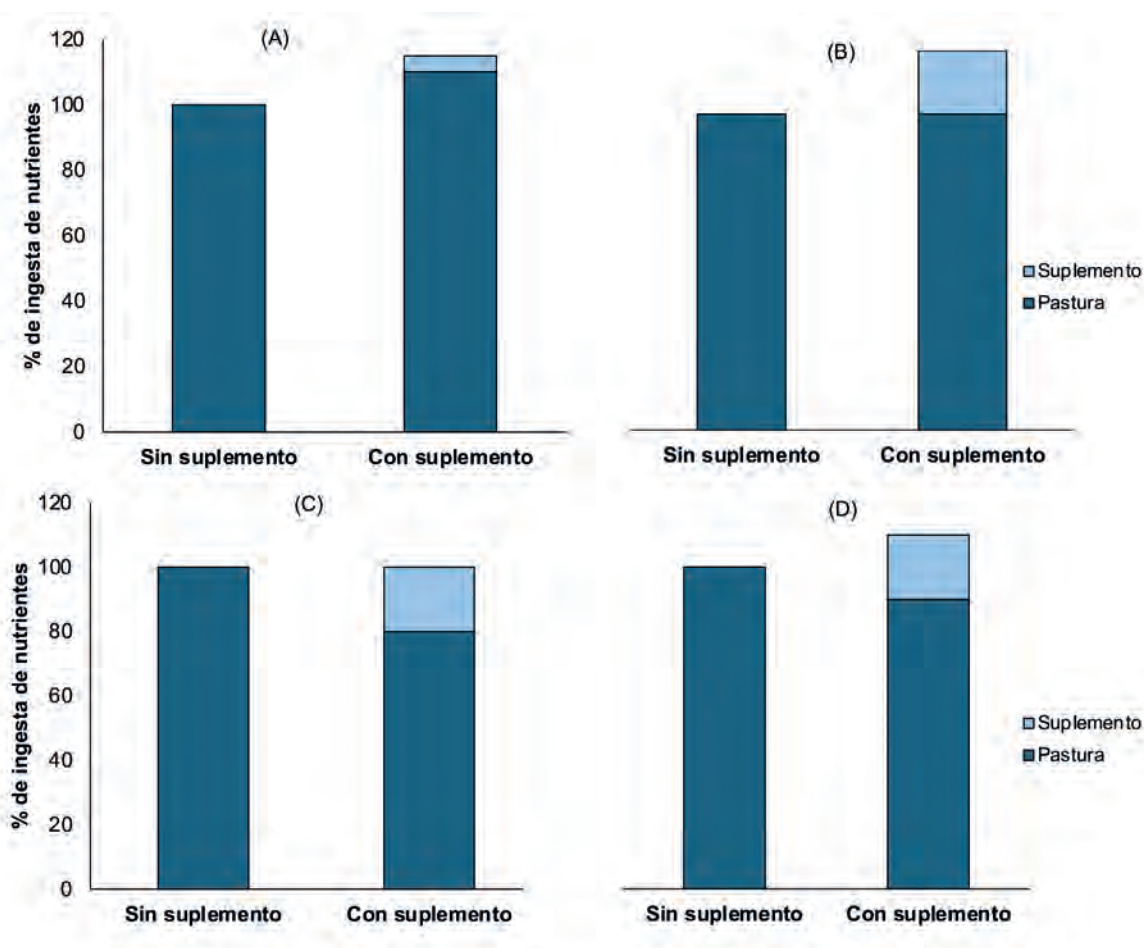 (A)
% de ingesta de nutrientes
120
100
80
60
40
20
0
Sin suplemento
Con suplemento
(B)
Suplemento
Pastura
Sin suplemento
Con suplemento
(C)
% de ingesta de nutrientes
120
100
80
60
40
20
0
Sin suplemento
Con suplemento
(D)
Suplemento
Pastura
Sin suplemento
Con suplemento